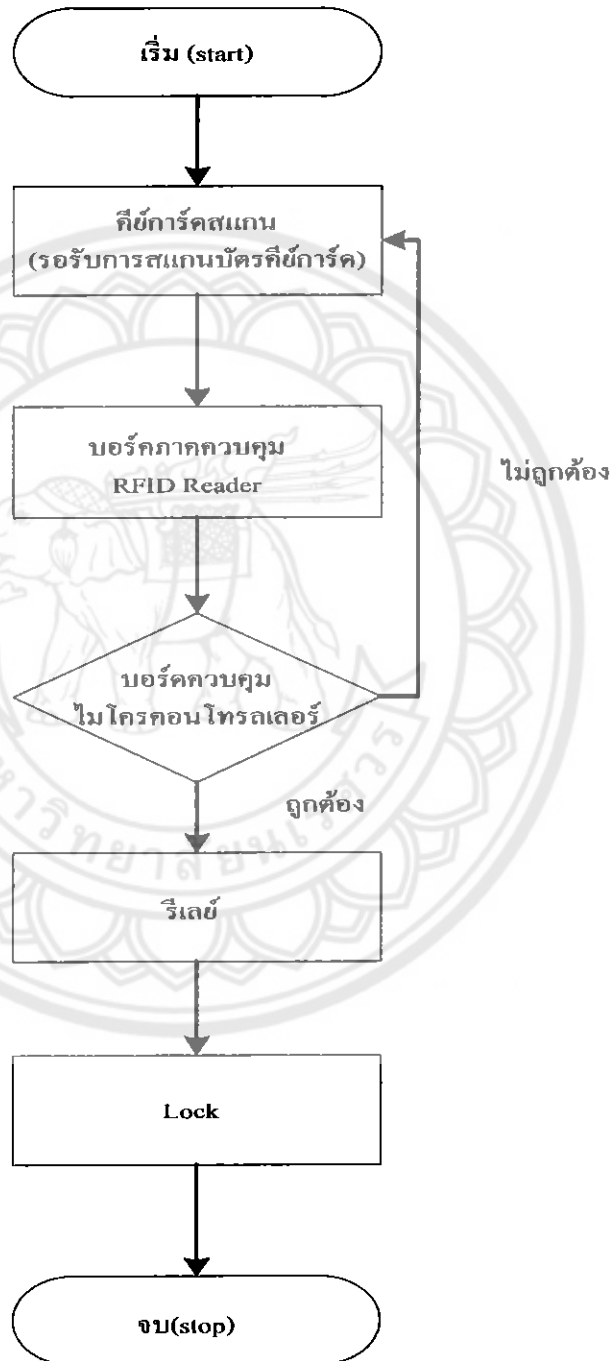 เริ่ม (start)
คีย์การ์ดสแกน
(รอรับการสแกนบัตรคีย์การ์ด)
บอร์ดภาคควบคุม
RFID Reader
ไม่ถูกต้อง
บอร์ดควบคุม
ไมโครคอนโทรลเลอร์
ถูกต้อง
รีเลย์
Lock
จบ(stop)